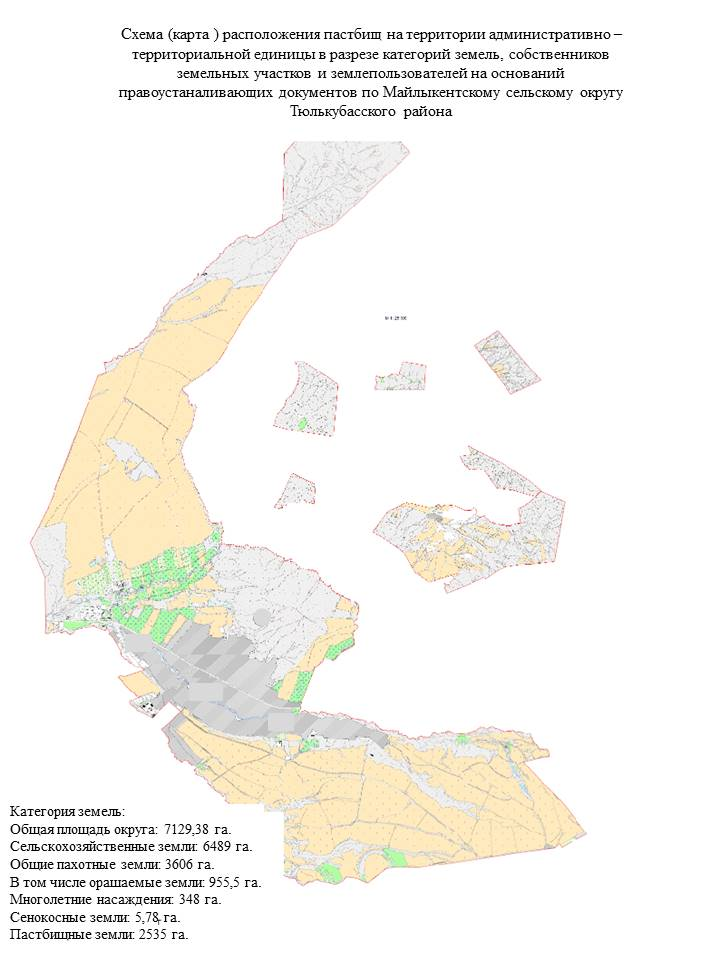 Схема (карта ) расположения пастбищ на территории административно –
территориальной единицы в разрезе категорий земель, собственников
земельных участков и землепользователей на оснований
правоустаналивающих документов по Майлыкентскому сельскому округу
Тюлькубасского района
Категория земель:
Общая площадь округа: 7129,38 га.
Сельскохозяйственные земли: 6489 га.
Общие пахотные земли: 3606 га.
В том числе орашаемые земли: 955,5 га.
Многолетние насаждения: 348 га.
Сенокосные земли: 5,78 га.
Пастбищные земли: 2535 га.